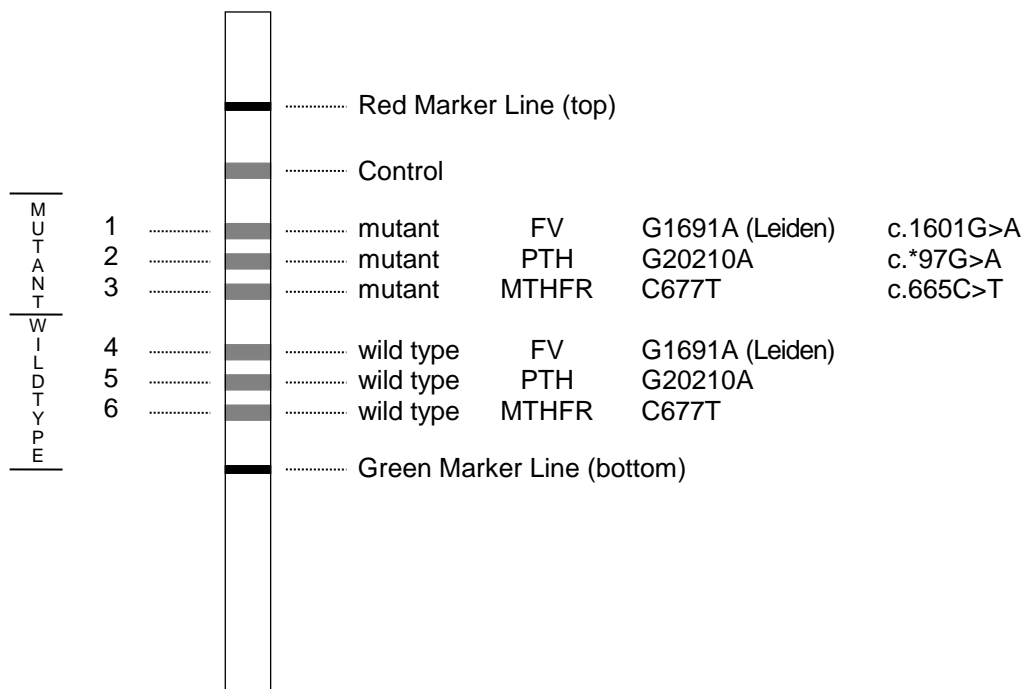 Red Marker Line (top)
Control
MUTANT
1 mutant FV G1691A (Leiden) c.1601G>A
2 mutant PTH G20210A c.*97G>A
3 mutant MTHFR C677T c.665C>T
WILDTYPE
4 wild type FV G1691A (Leiden)
5 wild type PTH G20210A
6 wild type MTHFR C677T
Green Marker Line (bottom)